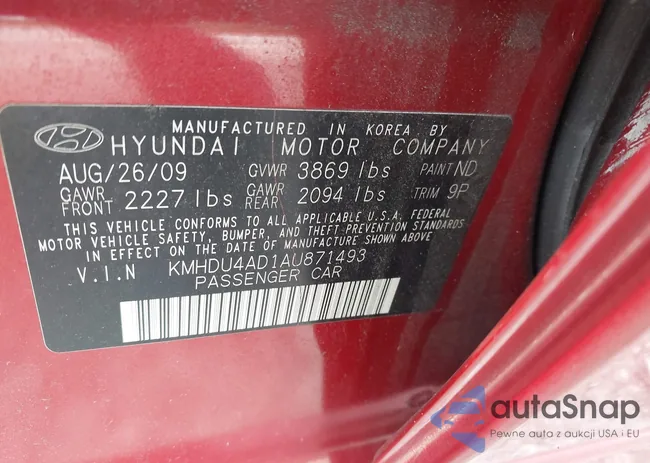 MANUFACTURED IN KOREA BY
HYUNDAI MOTOR COMPANY
AUG/26/09 GVWR 3869 lbs PAINT ND
GAWR FRONT 2227 lbs GAWR REAR 2094 lbs TRIM 9P
THIS VEHICLE CONFORMS TO ALL APPLICABLE U.S.A. FEDERAL
MOTOR VEHICLE SAFETY, BUMPER, AND THEFT PREVENTION STANDARDS
IN EFFECT ON THE DATE OF MANUFACTURE SHOWN ABOVE.
V.I.N KMHDU4AD1AU871493
PASSENGER CAR
autaSnap
Pewne auta z aukcji USA i EU